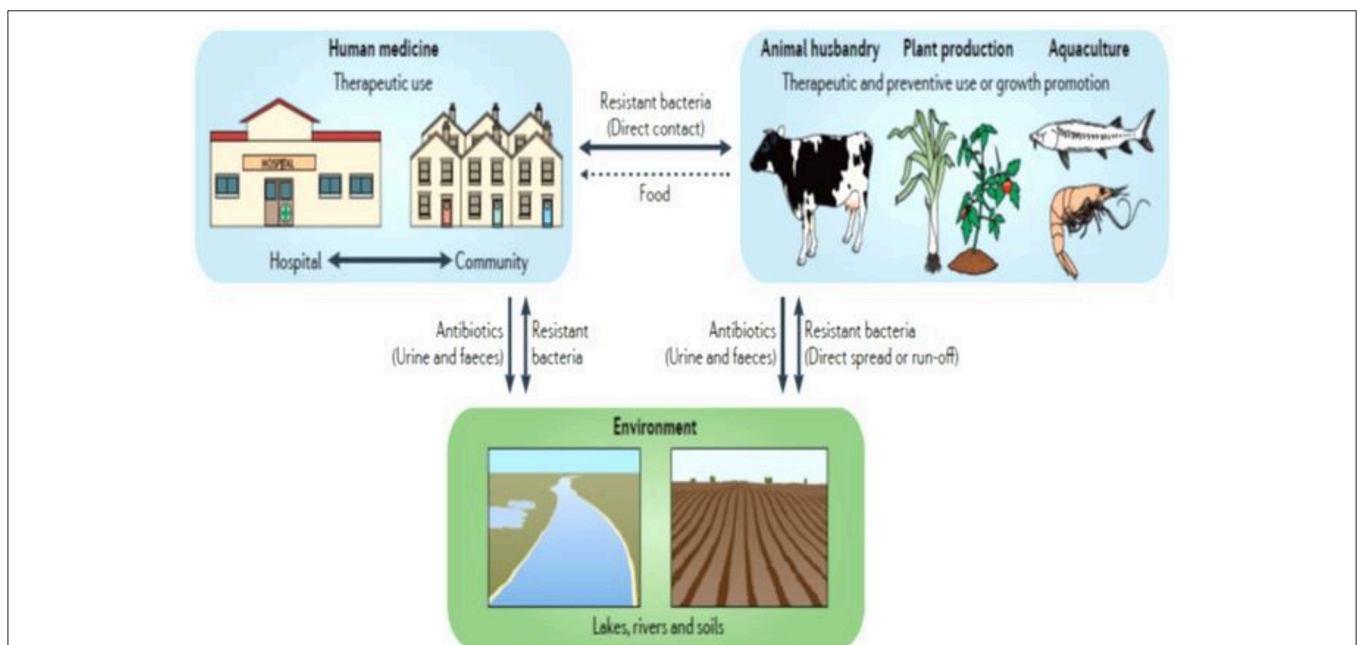 Human medicine
Therapeutic use
HOSPITAL
Hospital
Community
Resistant bacteria
(Direct contact)
Food
Animal husbandry
Plant production
Aquaculture
Therapeutic and preventive use or growth promotion
Antibiotics
(Urine and faeces)
Resistant
bacteria
Antibiotics
(Urine and faeces)
Resistant bacteria
(Direct spread or run-off)
Environment
Lakes, rivers and soils